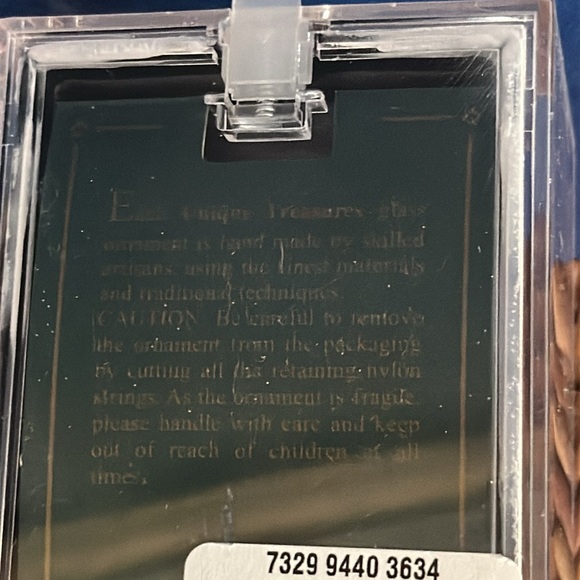 Each Unique Treasures glass
ornament is hand made by skilled
artisans, using the finest materials
and traditional techniques.
CAUTION: Be careful to remove
the ornament from the packaging
by cutting all the retaining nylon
strings. As the ornament is fragile,
please handle with care and keep
out of reach of children at all
times.
7329 9440 3634